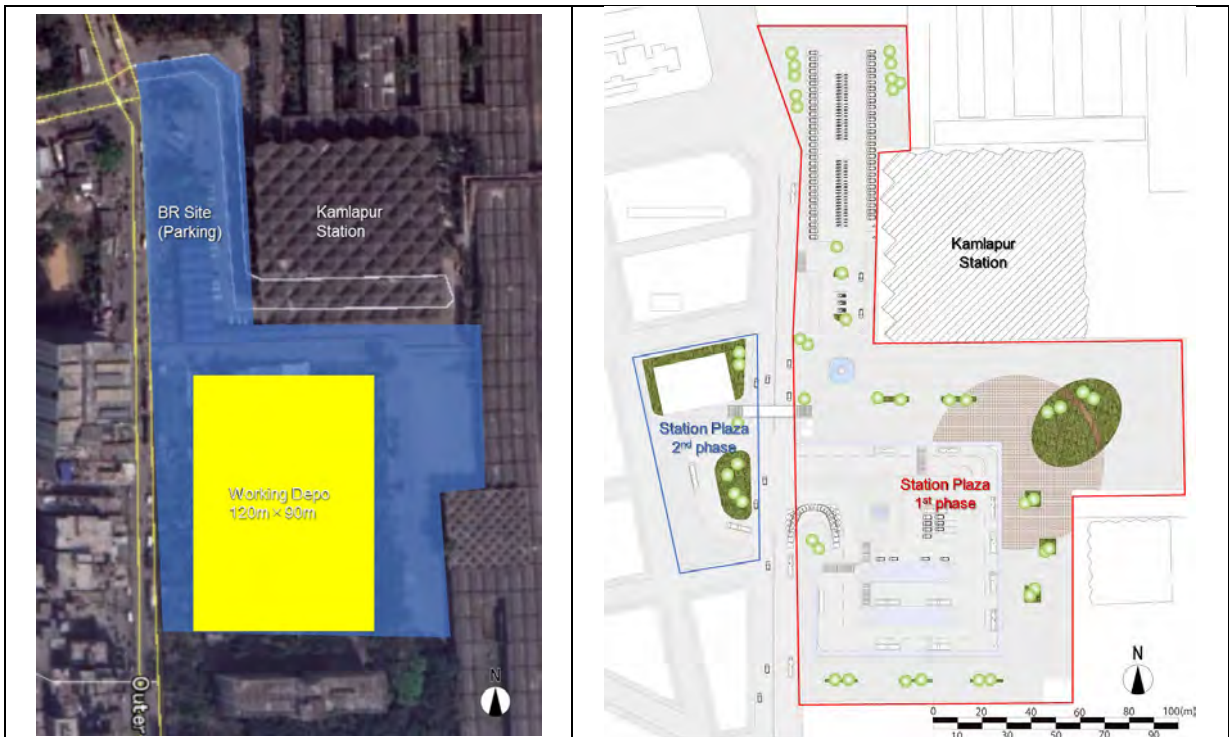 BR Site
(Parking)
Kamlapur
Station
Working Depo
120m × 90m
Outer
N
Kamlapur
Station
Station Plaza
2nd phase
Station Plaza
1st phase
N
0 20 40 60 80 100(m)
10 30 50 70 90